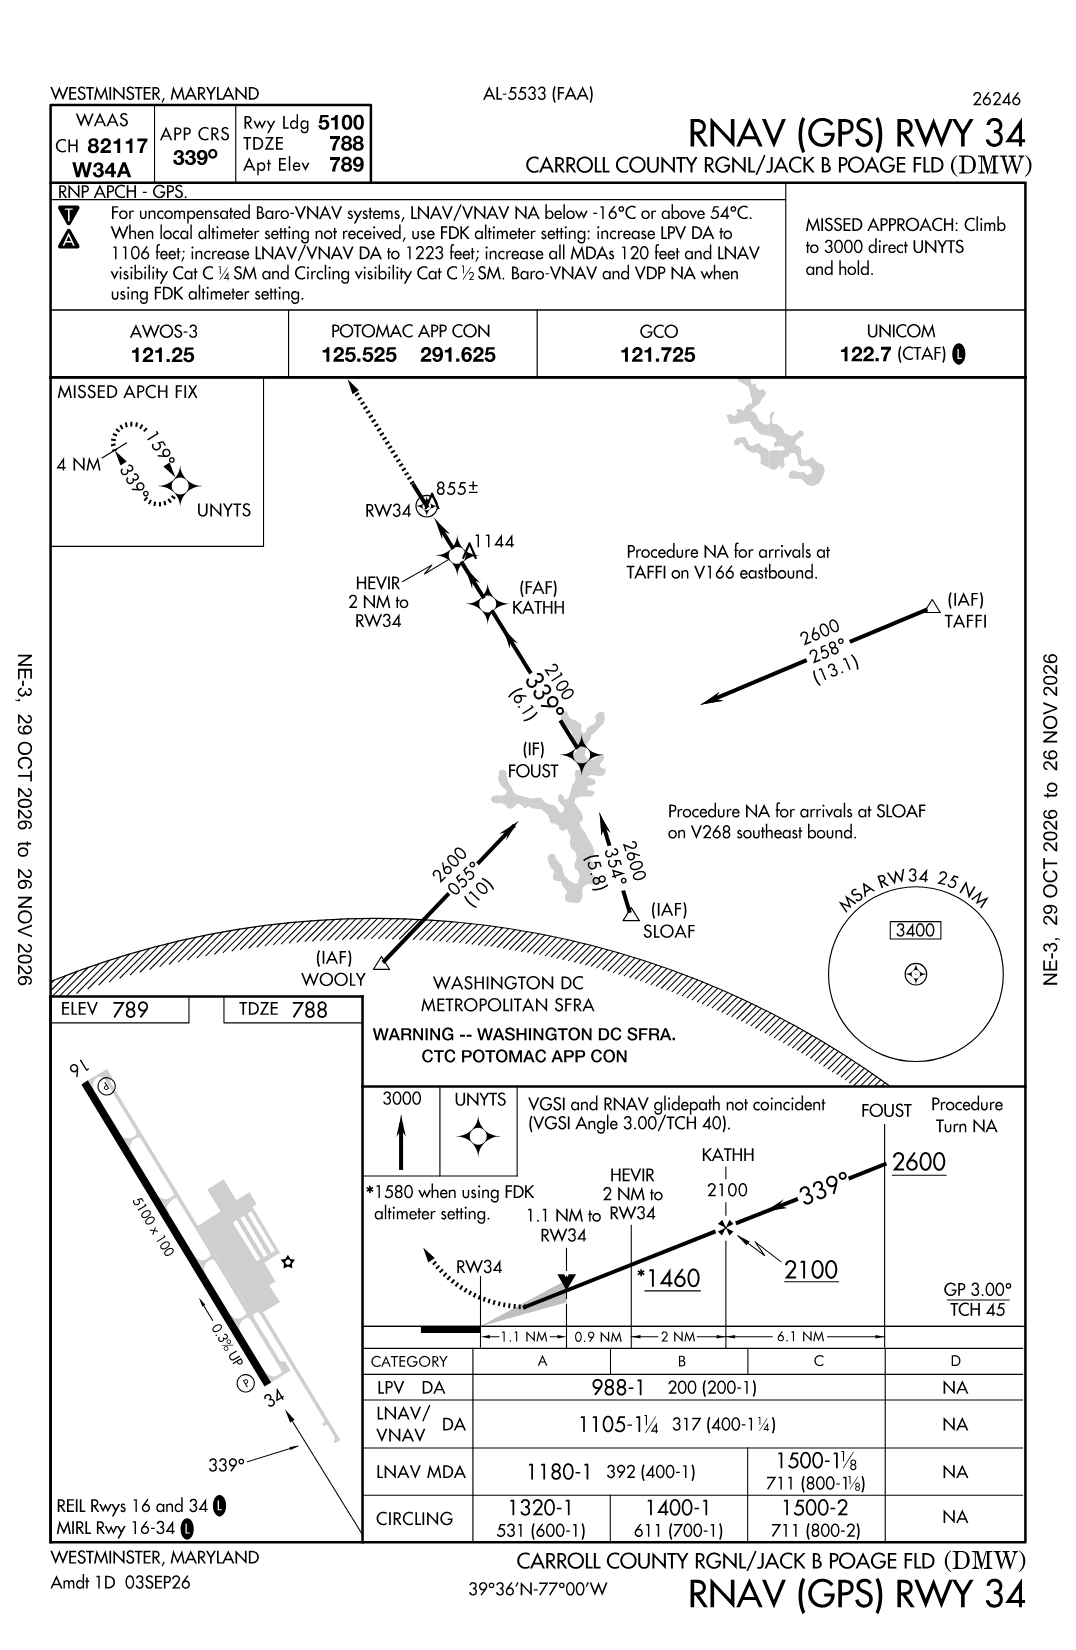 WESTMINSTER, MARYLAND
AL-5533 (FAA)
26246
WAAS
CH 82117
W34A
APP CRS
339°
Rwy Ldg 5100
TDZE 788
Apt Elev 789
RNAV (GPS) RWY 34
CARROLL COUNTY RGNL/JACK B POAGE FLD (DMW)
RNP APCH - GPS.
T
A
For uncompensated Baro-VNAV systems, LNAV/VNAV NA below -16°C or above 54°C.
When local altimeter setting not received, use FDK altimeter setting: increase LPV DA to
1106 feet; increase LNAV/VNAV DA to 1223 feet; increase all MDAs 120 feet and LNAV
visibility Cat C ¼ SM and Circling visibility Cat C ½ SM. Baro-VNAV and VDP NA when
using FDK altimeter setting.
MISSED APPROACH: Climb
to 3000 direct UNYTS
and hold.
AWOS-3
121.25
POTOMAC APP CON
125.525 291.625
GCO
121.725
UNICOM
122.7 (CTAF) L
MISSED APCH FIX
4 NM
159°
339°
UNYTS
855±
RW34
1144
HEVIR
2 NM to
RW34
(FAF)
KATHH
Procedure NA for arrivals at
TAFFI on V166 eastbound.
(IAF)
TAFFI
2600
258°
(13.1)
2100
339°
(6.1)
(IF)
FOUST
Procedure NA for arrivals at SLOAF
on V268 southeast bound.
2600
055°
(10)
2600
354°
(5.8)
(IAF)
SLOAF
(IAF)
WOOLY
MSA RW34 25 NM
3400
WASHINGTON DC
METROPOLITAN SFRA
WARNING -- WASHINGTON DC SFRA.
CTC POTOMAC APP CON
NE-3, 29 OCT 2026 to 26 NOV 2026
NE-3, 29 OCT 2026 to 26 NOV 2026
ELEV 789
TDZE 788
16
P
5100 x 100
0.3% UP
P
34
339°
REIL Rwys 16 and 34 L
MIRL Rwy 16-34 L
3000
UNYTS
VGSI and RNAV glidepath not coincident
(VGSI Angle 3.00/TCH 40).
FOUST
Procedure
Turn NA
*1580 when using FDK
altimeter setting.
KATHH
2100
HEVIR
2 NM to
RW34
1.1 NM to
RW34
RW34
339°
2600
2100
*1460
GP 3.00°
TCH 45
1.1 NM
0.9 NM
2 NM
6.1 NM
CATEGORY A B C D
LPV DA 988-1 200 (200-1) NA
LNAV/
VNAV DA 1105-1¼ 317 (400-1¼) NA
LNAV MDA 1180-1 392 (400-1) 1500-1⅛
711 (800-1⅛) NA
CIRCLING 1320-1
531 (600-1) 1400-1
611 (700-1) 1500-2
711 (800-2) NA
WESTMINSTER, MARYLAND
Amdt 1D 03SEP26
39°36'N-77°00'W
CARROLL COUNTY RGNL/JACK B POAGE FLD (DMW)
RNAV (GPS) RWY 34